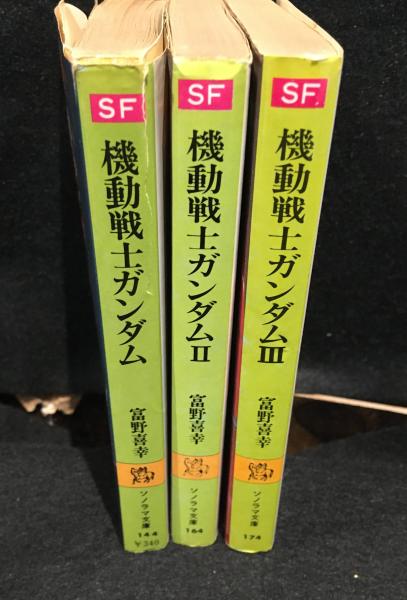 SF
機動戦士ガンダム
富野喜幸
ソノラマ文庫
144
¥340
SF
機動戦士ガンダムII
富野喜幸
ソノラマ文庫
164
SF
機動戦士ガンダムIII
富野喜幸
ソノラマ文庫
174